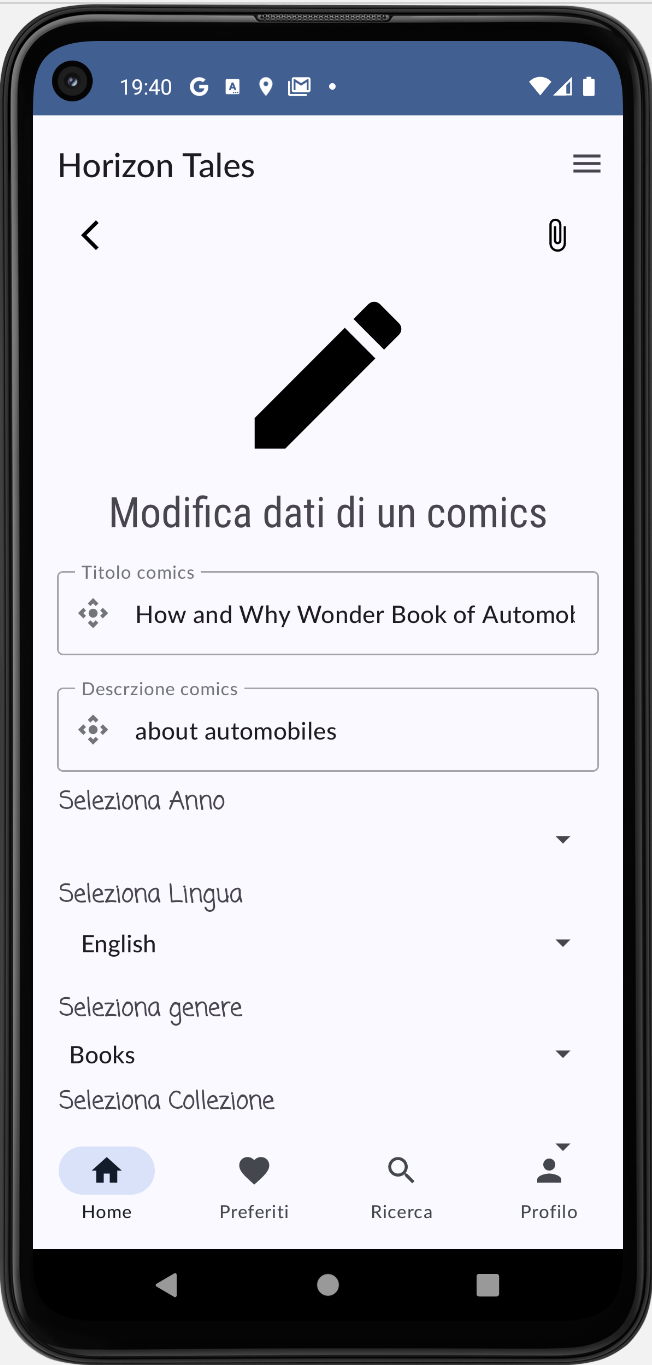 19:40
Horizon Tales
Modifica dati di un comics
Titolo comics
How and Why Wonder Book of Automob
Descrzione comics
about automobiles
Seleziona Anno
Seleziona Lingua
English
Seleziona genere
Books
Seleziona Collezione
Home Preferiti Ricerca Profilo